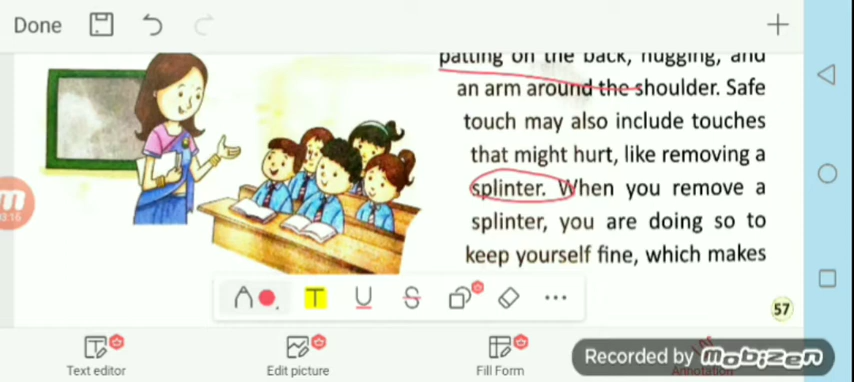 Done
patting on the back, hugging, and
an arm around the shoulder. Safe
touch may also include touches
that might hurt, like removing a
splinter. When you remove a
splinter, you are doing so to
keep yourself fine, which makes
T
U
S
57
Text editor
Edit picture
Fill Form
Annotation
Recorded by Mobizen